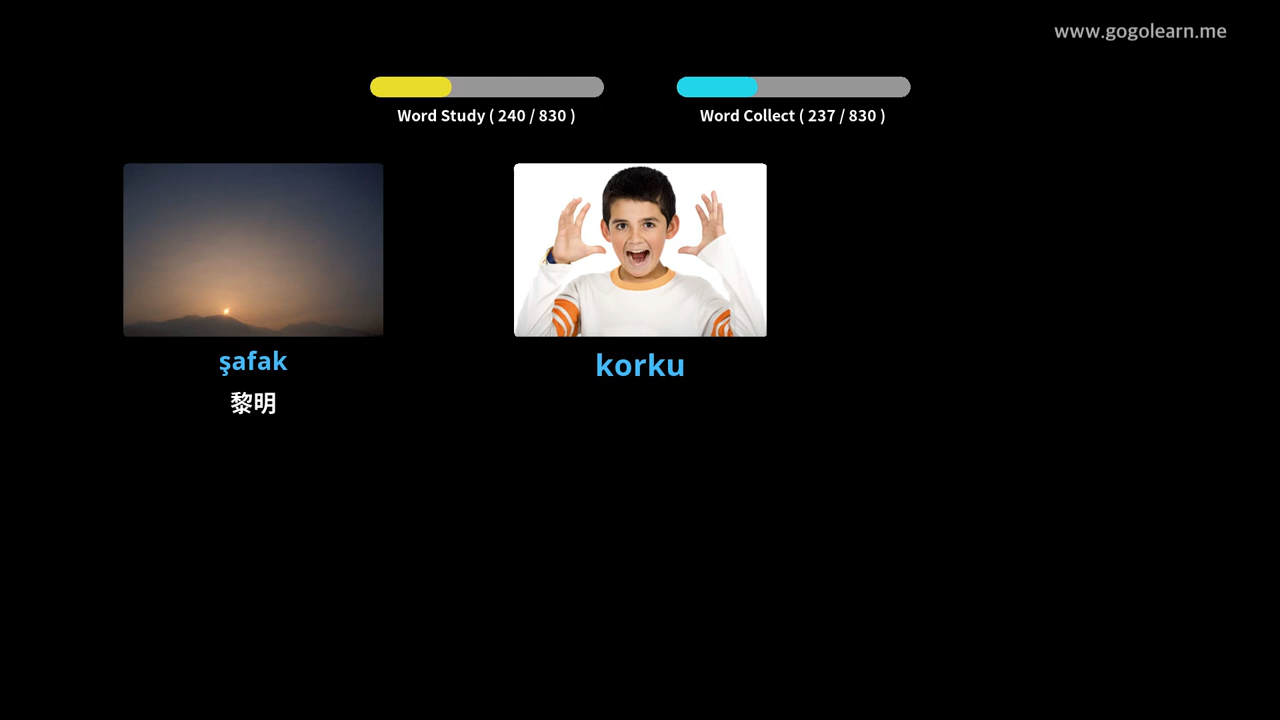 www.gogolearn.me
Word Study ( 240 / 830 )
Word Collect ( 237 / 830 )
şafak
黎明
korku